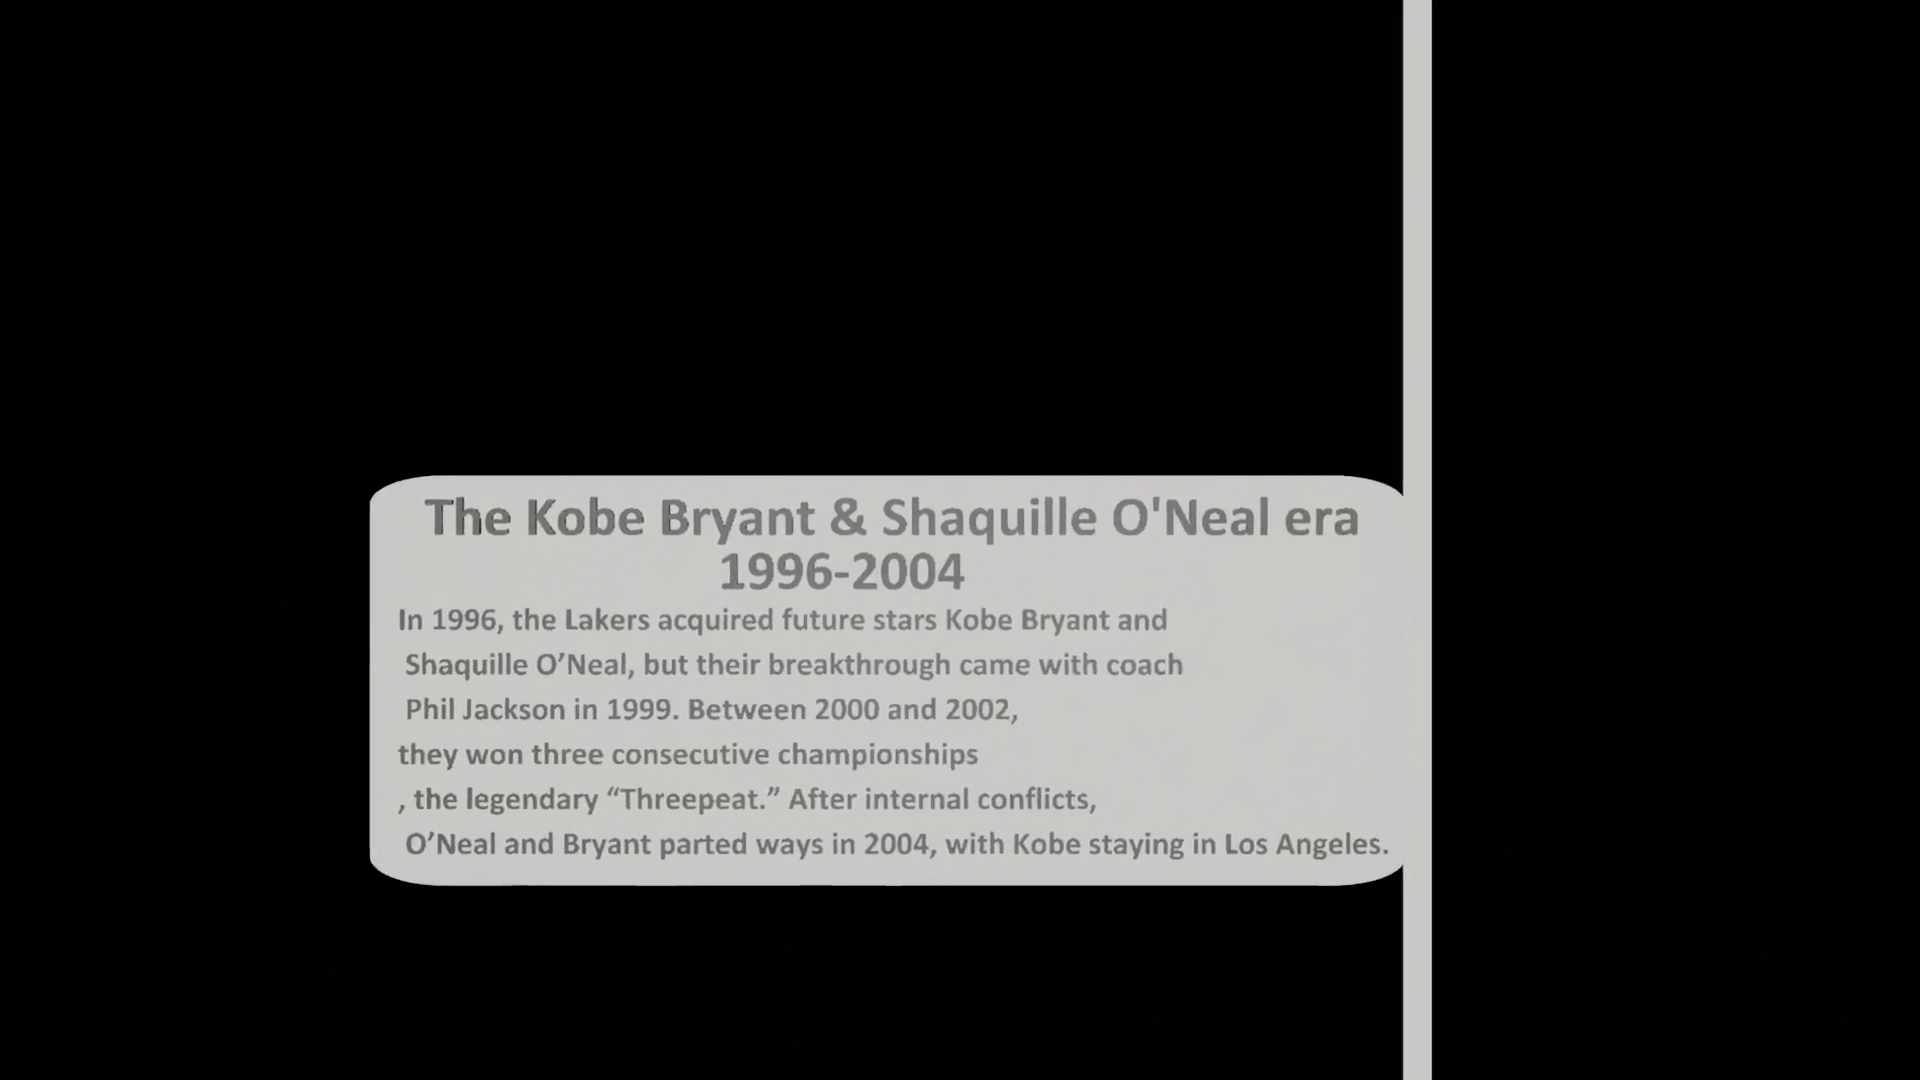 The Kobe Bryant & Shaquille O'Neal era
1996-2004
In 1996, the Lakers acquired future stars Kobe Bryant and
Shaquille O’Neal, but their breakthrough came with coach
Phil Jackson in 1999. Between 2000 and 2002,
they won three consecutive championships
, the legendary “Threepeat.” After internal conflicts,
O’Neal and Bryant parted ways in 2004, with Kobe staying in Los Angeles.